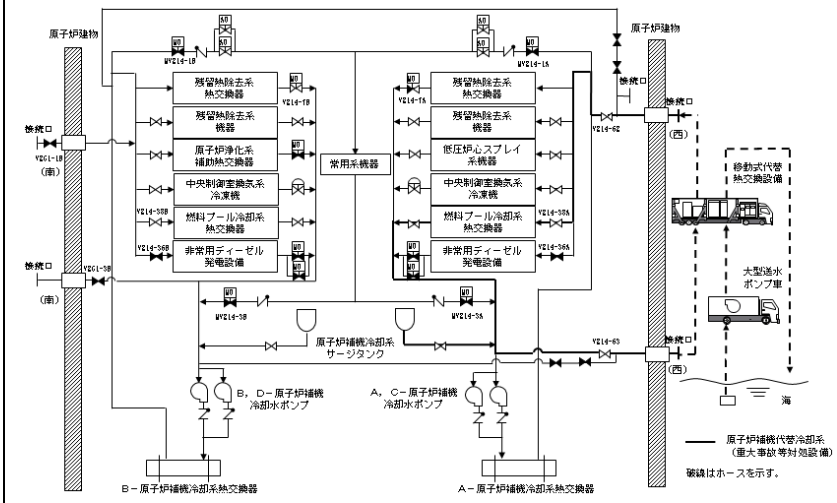 原子炉建物
原子炉建物
MO
MO
MO
MO
MV214-1B
MV214-1A
残留熱除去系
熱交換器
MO
V214-7B
残留熱除去系
機器
原子炉浄化系
補助熱交換器
MO
中央制御室換気系
冷凍機
燃料プール冷却系
熱交換器
非常用ディーゼル
発電設備
MO
MO
V214-38B
V214-36B
常用系機器
MO
V214-7A
残留熱除去系
熱交換器
残留熱除去系
機器
低圧炉心スプレイ
系機器
中央制御室換気系
冷凍機
燃料プール冷却系
熱交換器
非常用ディーゼル
発電設備
MO
MO
V214-38A
V214-36A
接続口
VZG1-1B
(南)
接続口
VZG1-3B
(南)
接続口
接続口
(西)
V214-62
移動式代替
熱交換設備
大型送水
ポンプ車
MO
MV214-3B
MO
MV214-3A
原子炉補機冷却系
サージタンク
V214-63
接続口
(西)
海
B,D-原子炉補機
冷却水ポンプ
A,C-原子炉補機
冷却水ポンプ
B-原子炉補機冷却系熱交換器
A-原子炉補機冷却系熱交換器
原子炉補機代替冷却系
(重大事故等対処設備)
破線はホースを示す。